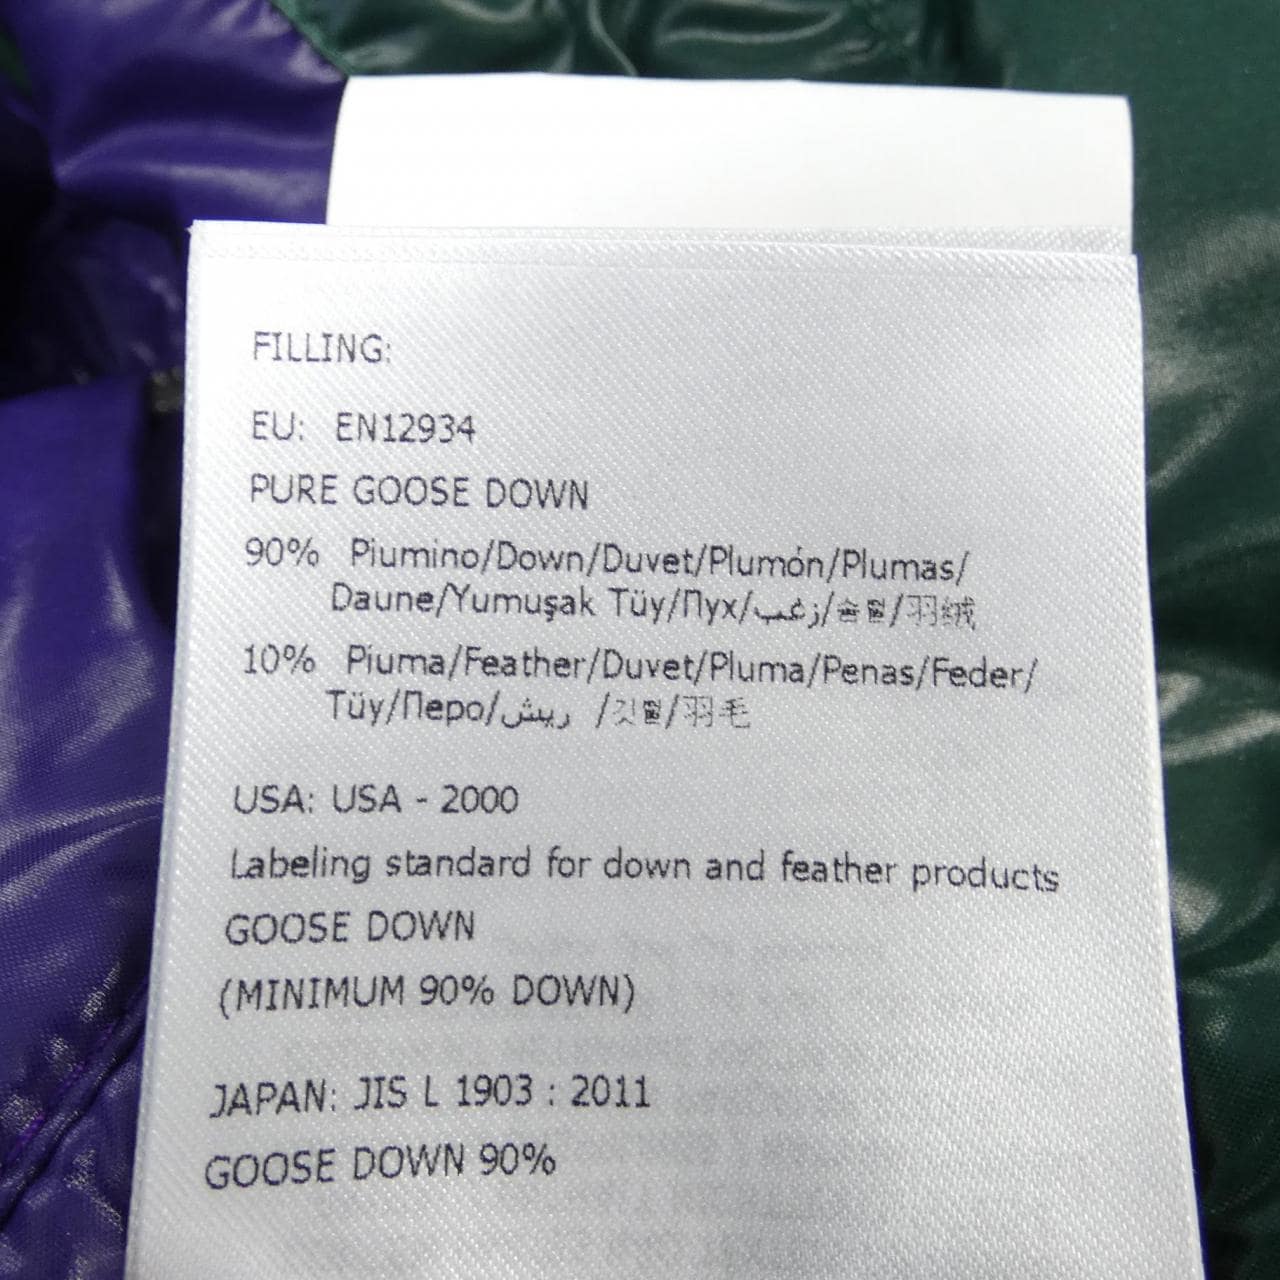 FILLING:
EU: EN12934
PURE GOOSE DOWN
90% Piumino/Down/Duvet/Plumón/Plumas/
Daune/Yumuşak Tüy/Пух/زغب/솜털/羽绒
10% Piuma/Feather/Duvet/Pluma/Penas/Feder/
Tüy/Перо/ريش /깃털/羽毛
USA: USA - 2000
Labeling standard for down and feather products
GOOSE DOWN
(MINIMUM 90% DOWN)
JAPAN: JIS L 1903 : 2011
GOOSE DOWN 90%